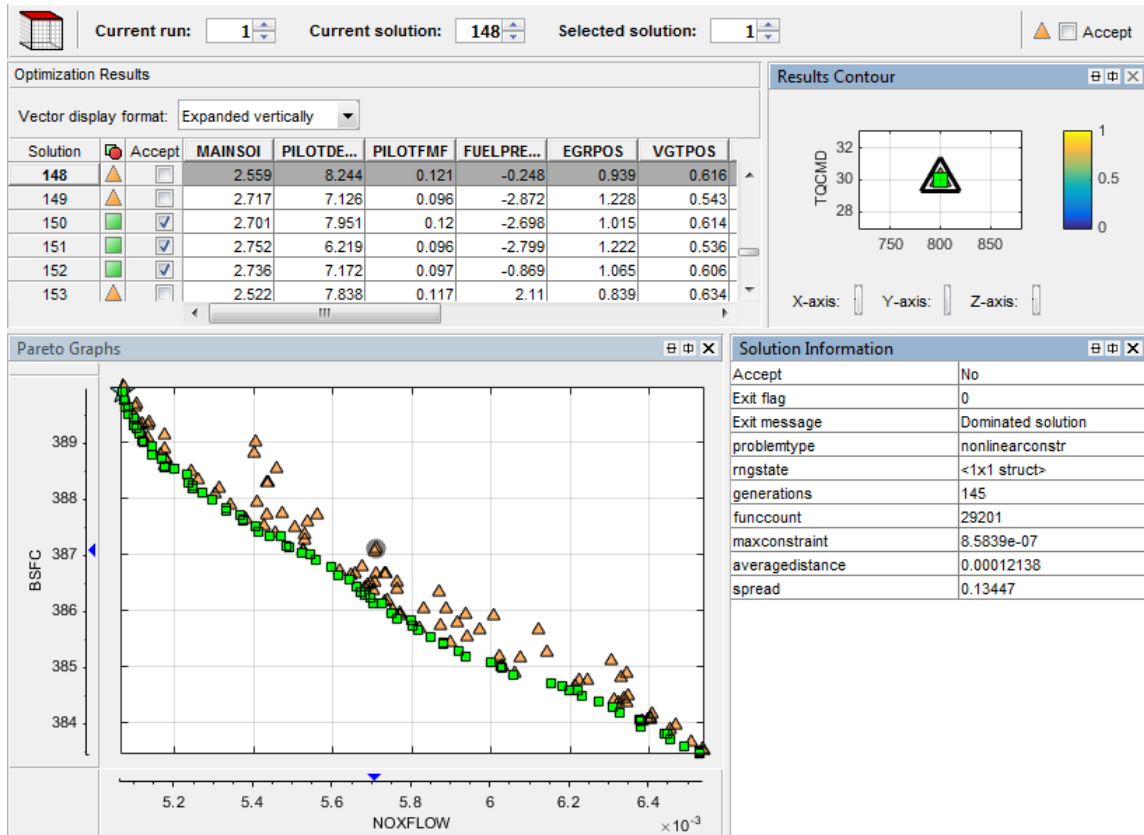 Current run: 1 Current solution: 148 Selected solution: 1 Accept
Optimization Results
Vector display format: Expanded vertically
Solution Accept MAINSOI PILOTDE... PILOTFMF FUELPRE... EGRPOS VGTPOS
148 2.559 8.244 0.121 -0.248 0.939 0.616
149 2.717 7.126 0.096 -2.872 1.228 0.543
150 2.701 7.951 0.12 -2.698 1.015 0.614
151 2.752 6.219 0.096 -2.799 1.222 0.536
152 2.736 7.172 0.097 -0.869 1.065 0.606
153 2.522 7.838 0.117 2.11 0.839 0.634
Results Contour
TQCMD
32
30
28
750 800 850
1
0.5
0
X-axis: Y-axis: Z-axis:
Pareto Graphs
BSFC
389
388
387
386
385
384
5.2 5.4 5.6 5.8 6 6.2 6.4
NOXFLOW
×10⁻³
Solution Information
Accept No
Exit flag 0
Exit message Dominated solution
problemtype nonlinearconstr
rngstate <1x1 struct>
generations 145
funccount 29201
maxconstraint 8.5839e-07
averagedistance 0.00012138
spread 0.13447